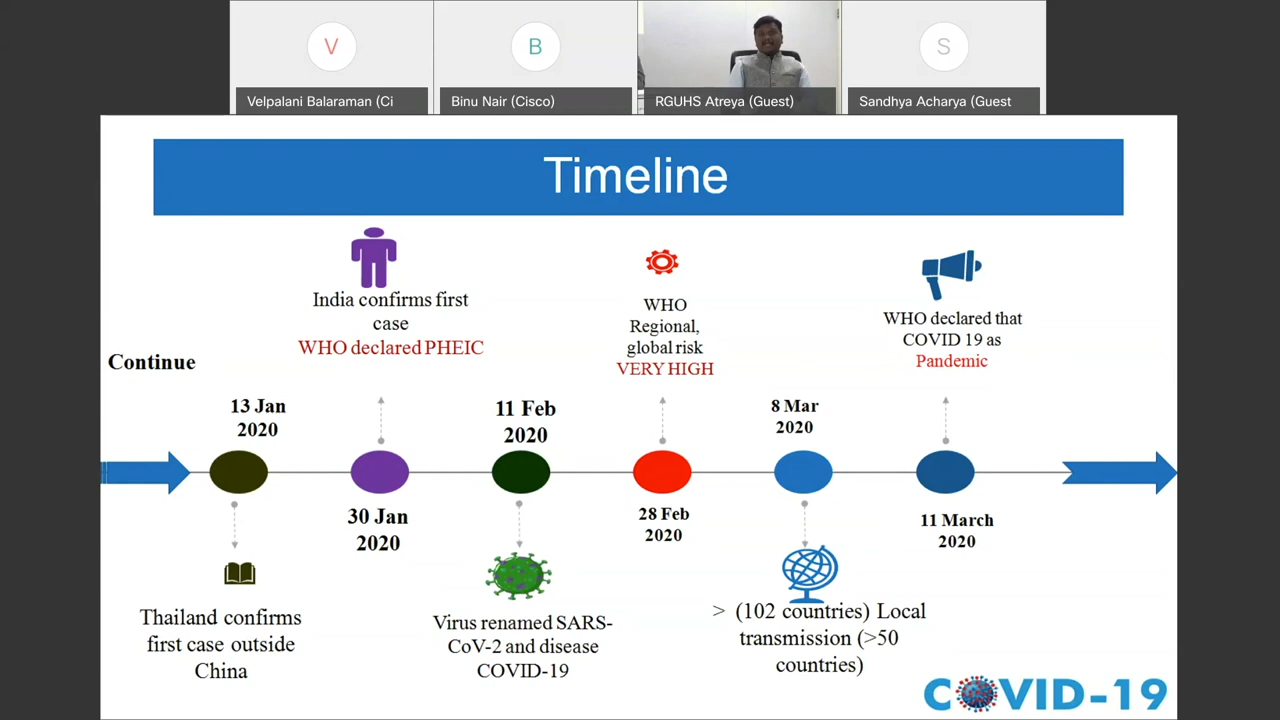 V
B
S
Velpalani Balaraman (Ci
Binu Nair (Cisco)
RGUHS Atreya (Guest)
Sandhya Acharya (Guest
Timeline
India confirms first
case
WHO declared PHEIC
WHO
Regional,
global risk
VERY HIGH
WHO declared that
COVID 19 as
Pandemic
Continue
13 Jan
2020
11 Feb
2020
8 Mar
2020
30 Jan
2020
28 Feb
2020
11 March
2020
Thailand confirms
first case outside
China
Virus renamed SARS-
CoV-2 and disease
COVID-19
> (102 countries) Local
transmission (>50
countries)
COVID-19